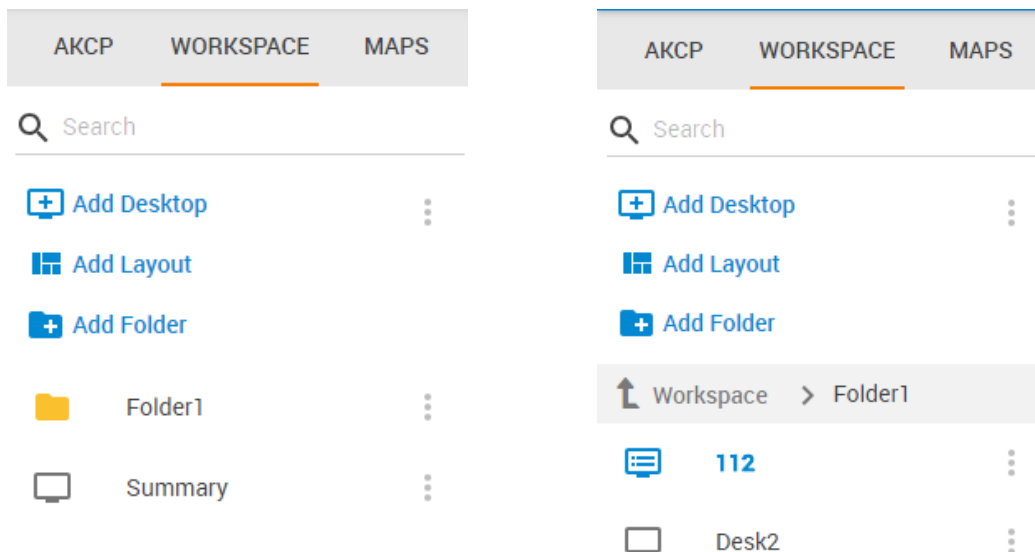 AKCP WORKSPACE MAPS
Search
Add Desktop
Add Layout
Add Folder
Folder1
Summary
AKCP WORKSPACE MAPS
Search
Add Desktop
Add Layout
Add Folder
Workspace > Folder1
112
Desk2